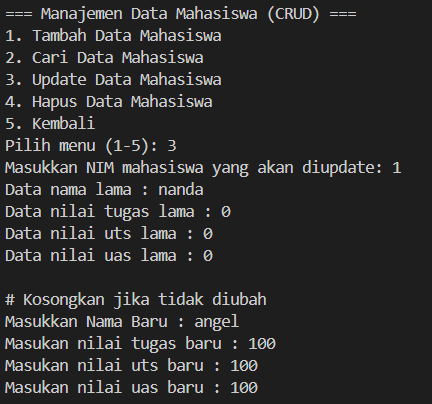 === Manajemen Data Mahasiswa (CRUD) ===
1. Tambah Data Mahasiswa
2. Cari Data Mahasiswa
3. Update Data Mahasiswa
4. Hapus Data Mahasiswa
5. Kembali
Pilih menu (1-5): 3
Masukkan NIM mahasiswa yang akan diupdate: 1
Data nama lama : nanda
Data nilai tugas lama : 0
Data nilai uts lama : 0
Data nilai uas lama : 0

# Kosongkan jika tidak diubah
Masukkan Nama Baru : angel
Masukan nilai tugas baru : 100
Masukan nilai uts baru : 100
Masukan nilai uas baru : 100